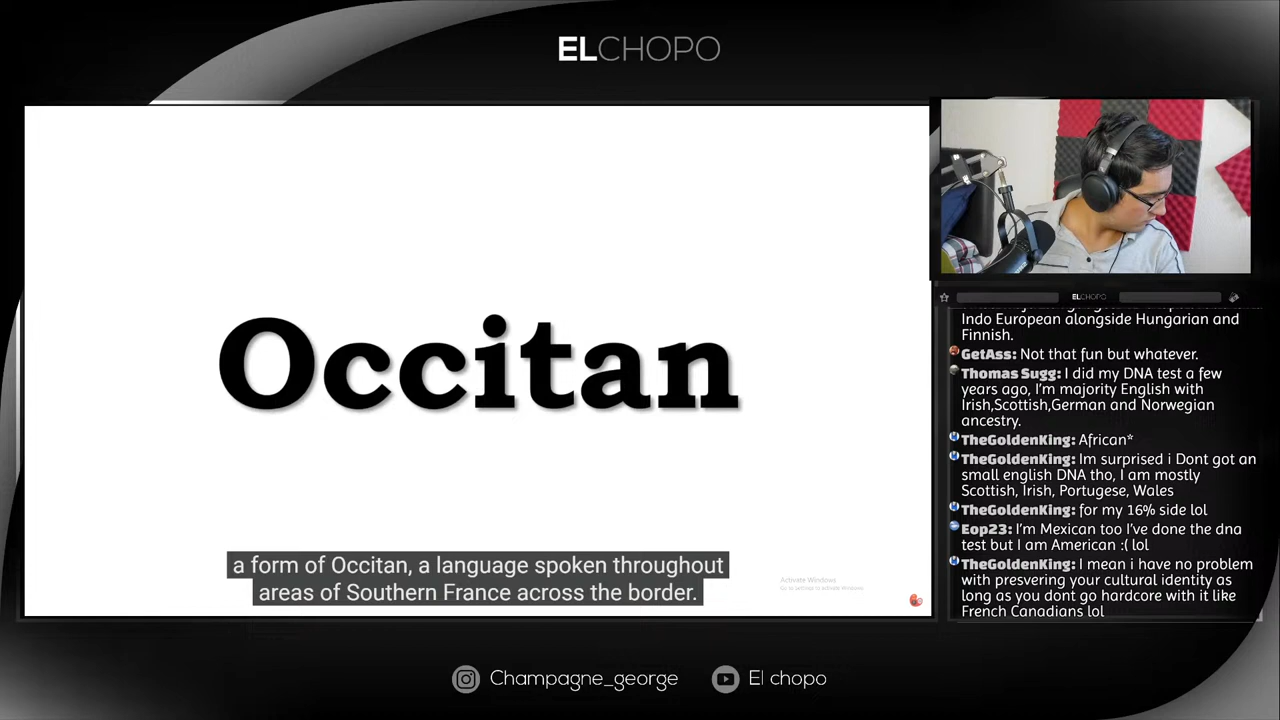 ELCHOPO
Occitan
a form of Occitan, a language spoken throughout
areas of Southern France across the border.
Activate Windows
ELCHOPO
Indo European alongside Hungarian and
Finnish.
GetAss: Not that fun but whatever.
Thomas Sugg: I did my DNA test a few
years ago, I'm majority English with
Irish,Scottish,German and Norwegian
ancestry.
TheGoldenKing: African*
TheGoldenKing: Im surprised i Dont got an
small english DNA tho, I am mostly
Scottish, Irish, Portugese, Wales
TheGoldenKing: for my 16% side lol
Eop23: I'm Mexican too I've done the dna
test but I am American :( lol
TheGoldenKing: I mean i have no problem
with presvering your cultural identity as
long as you dont go hardcore with it like
French Canadians lol
Champagne_george
El chopo